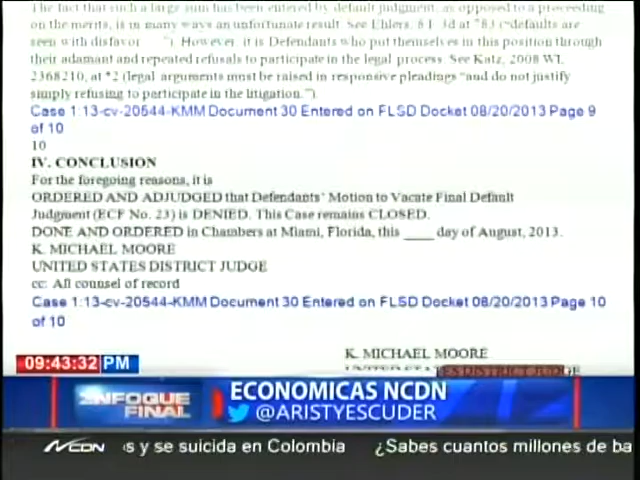 The fact that such a large sum has been entered by default judgment, as opposed to a proceeding
on the merits, is in many ways an unfortunate result. See Ehlers, 8 F.3d at
seen with disfavor ”). However, it is Defendants who put themselves in this position through
their adamant and repeated refusals to participate in the legal process. See Katz, 2008 WL
2368210, at *2 (legal arguments must be raised in responsive pleadings “and do not justify
simply refusing to participate in the litigation.”).
Case 1:13-cv-20544-KMM Document 30 Entered on FLSD Docket 08/20/2013 Page 9
of 10
10
IV. CONCLUSION
For the foregoing reasons, it is
ORDERED AND ADJUDGED that Defendants’ Motion to Vacate Final Default
Judgment (ECF No. 23) is DENIED. This Case remains CLOSED.
DONE AND ORDERED in Chambers at Miami, Florida, this ____ day of August, 2013.
K. MICHAEL MOORE
UNITED STATES DISTRICT JUDGE
cc: All counsel of record
Case 1:13-cv-20544-KMM Document 30 Entered on FLSD Docket 08/20/2013 Page 10
of 10
K. MICHAEL MOORE
DISTRICT JUDGE
09:43:32 PM
ENFOQUE
FINAL
ECONOMICAS NCDN
@ARISTYESCUDER
NCDN s y se suicida en Colombia ¿Sabes cuantos millones de ba